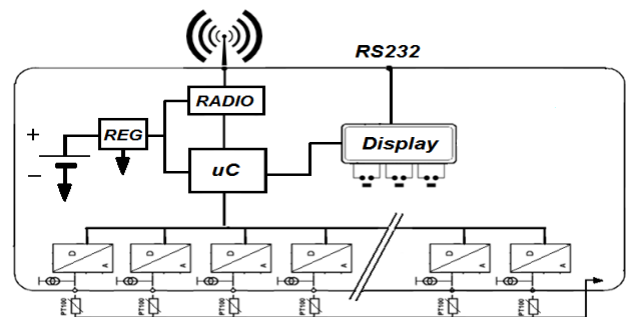 RS232
RADIO
+
REG
Display
uC
−
D A
D A
D A
D A
D A
D A
PT100
PT100
PT100
PT100
PT100
PT100